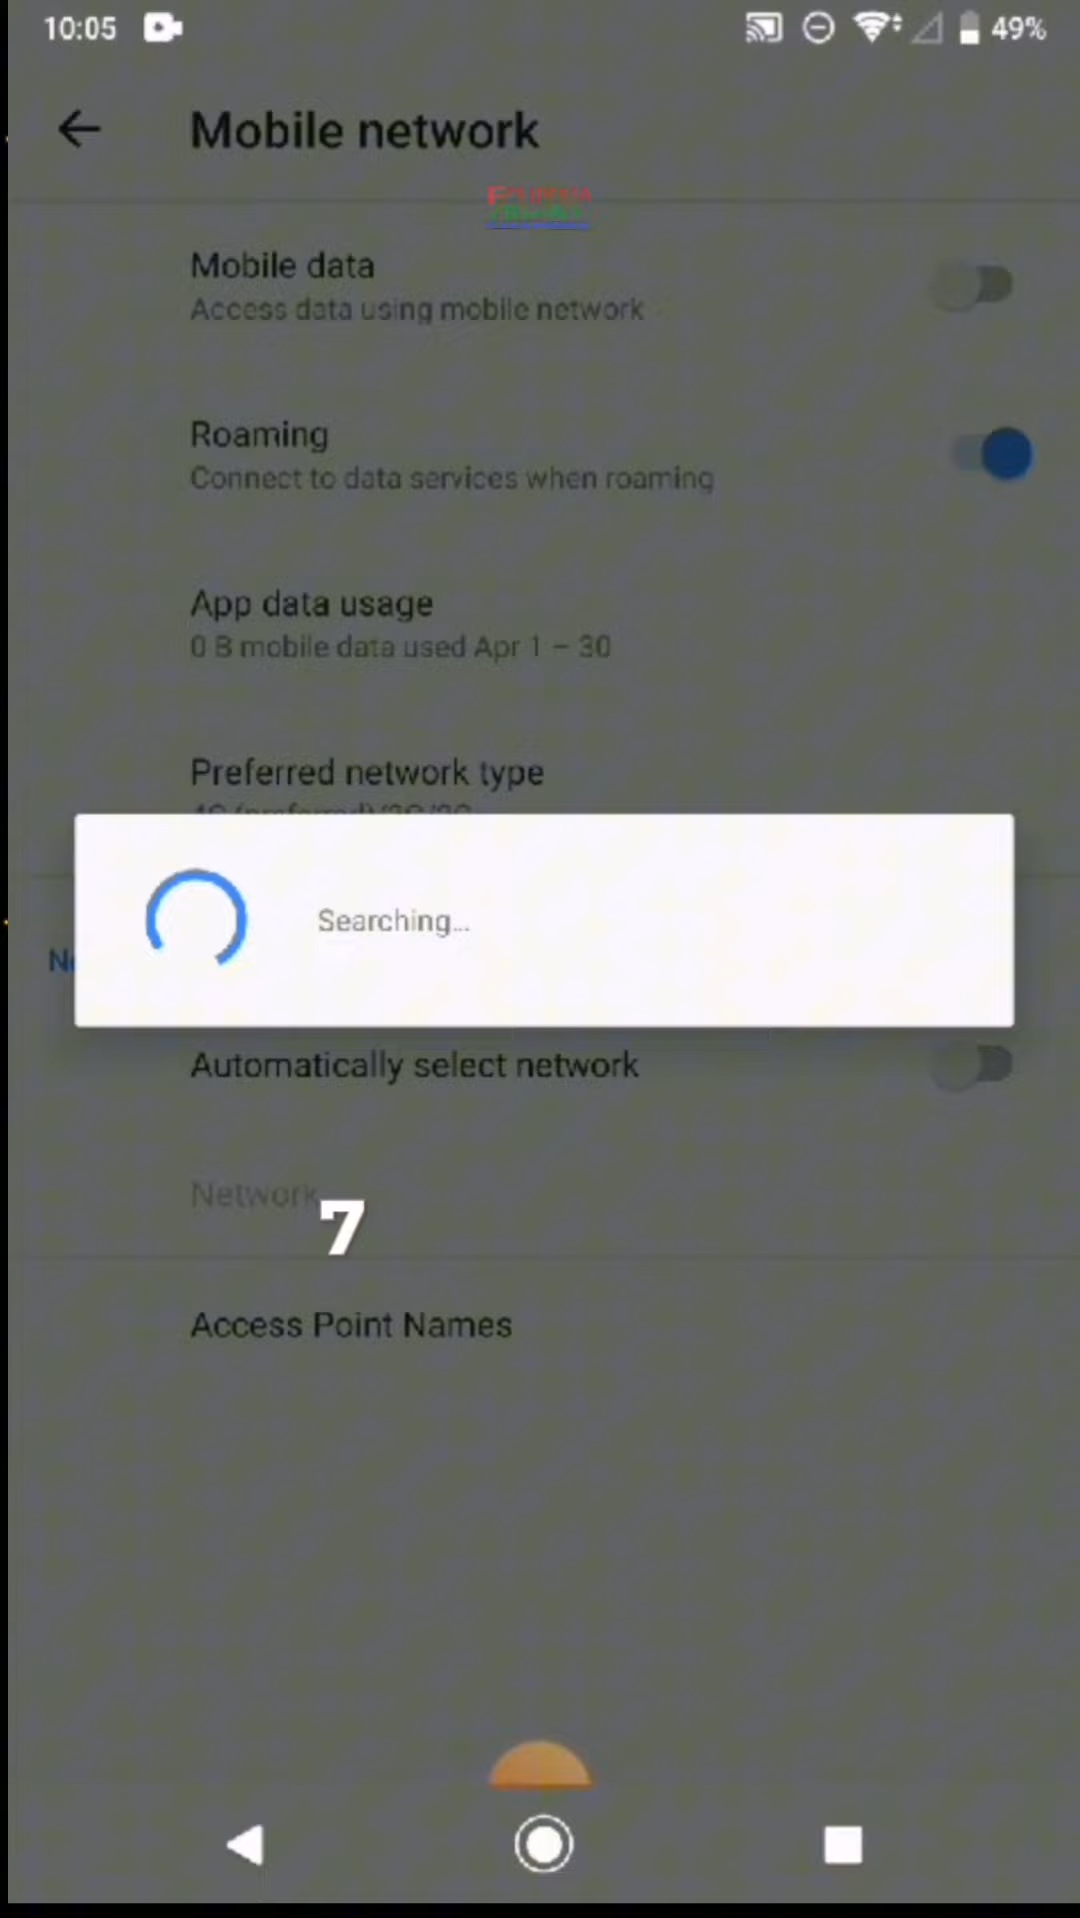 10:05
49%
Mobile network
Mobile data
Access data using mobile network
Roaming
Connect to data services when roaming
App data usage
0 B mobile data used Apr 1 – 30
Preferred network type
Searching...
Automatically select network
Network
7
Access Point Names